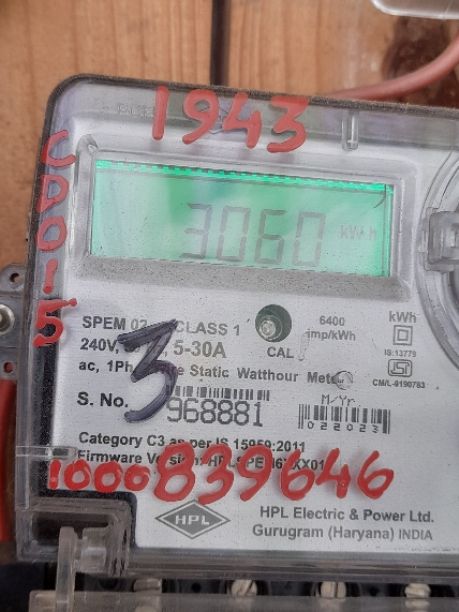 1943
CD015
3060 kWh
SPEM 02 CLASS 1
6400 imp/kWh
kWh
240V, 5-30A
CAL
IS:13779
ac, 1Ph Static Watthour Meter
CM/L-9190783
3
S. No. 968881
M/Yr
022023
Category C3 as per IS 15959:2011
Firmware Version:
1000839646
HPL
HPL Electric & Power Ltd.
Gurugram (Haryana) INDIA